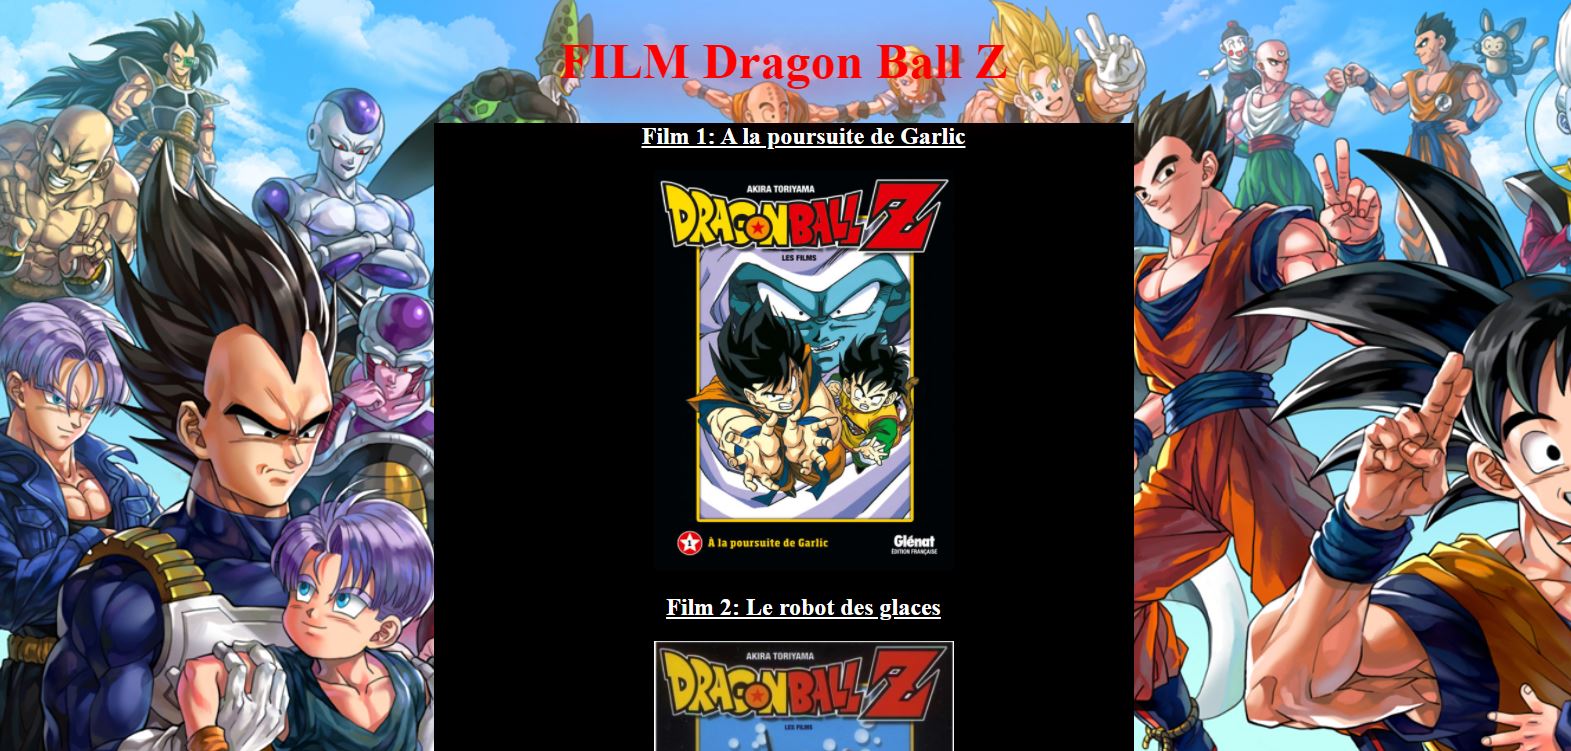 FILM Dragon Ball Z
Film 1: A la poursuite de Garlic
AKIRA TORIYAMA
DRAGON BALL Z
LES FILMS
1 À la poursuite de Garlic
Glénat
ÉDITION FRANÇAISE
Film 2: Le robot des glaces
AKIRA TORIYAMA
DRAGON BALL Z
LES FILMS